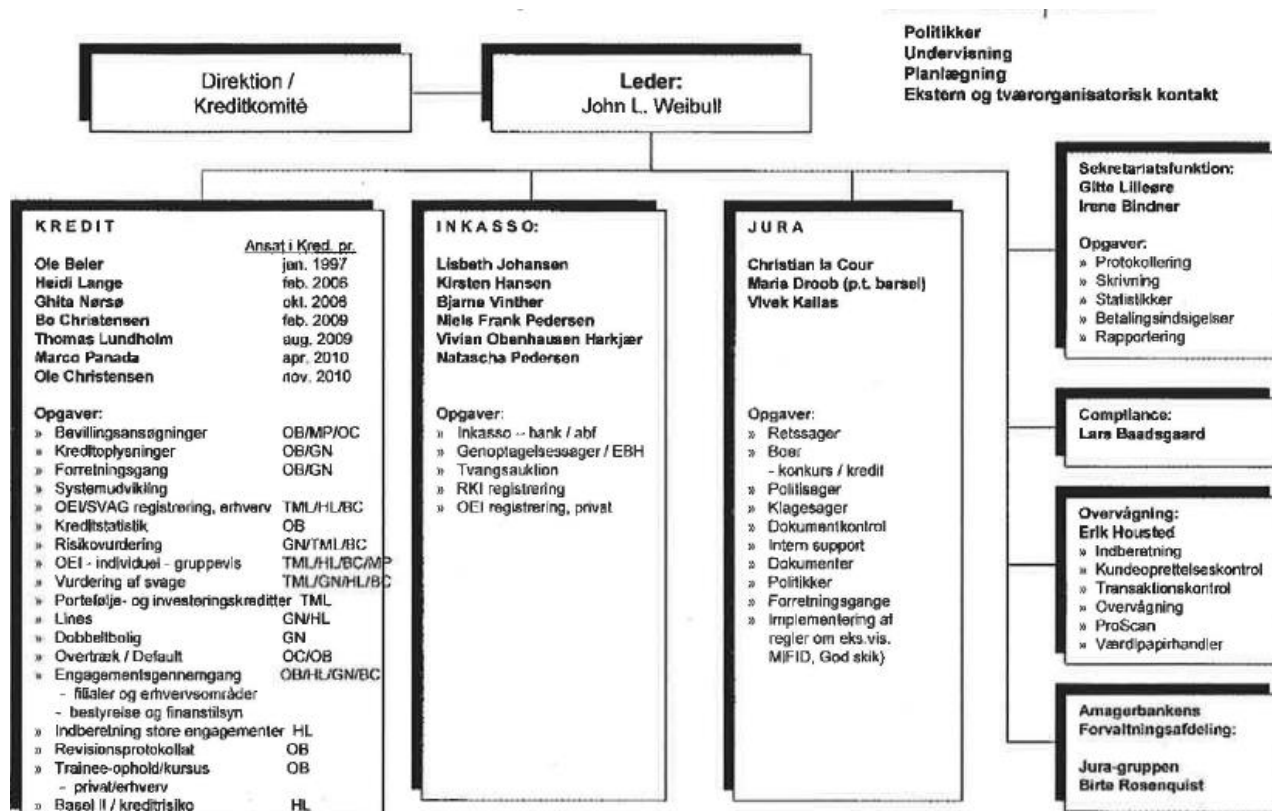 Politikker
Undervisning
Planlægning
Ekstern og tværorganisatorisk kontakt
Direktion /
Kreditkomité
Leder:
John L. Weibull
Sekretariatsfunktion:
Gitte Lilleøre
Irene Bindner
Opgaver:
» Protokollering
» Skrivning
» Statistikker
» Betalingsindsigelser
» Rapportering
KREDIT
Ansat i Kred. pr.
Ole Beier jan. 1997
Heidi Lange feb. 2006
Ghita Nørsø okt. 2006
Bo Christensen feb. 2009
Thomas Lundholm aug. 2009
Marco Panada apr. 2010
Ole Christensen nov. 2010
Opgaver:
» Bevillingsansøgninger OB/MP/OC
» Kreditoplysninger OB/GN
» Forretningsgang OB/GN
» Systemudvikling
» OEI/SVAG registrering, erhverv TML/HL/BC
» Kreditstatistik OB
» Risikovurdering GN/TML/BC
» OEI - individuel - gruppevis TML/HL/BC/MP
» Vurdering af svage TML/GN/HL/BC
» Portefølje- og investeringskreditter TML
» Lines GN/HL
» Dobbeltbolig GN
» Overtræk / Default OC/OB
» Engagementsgennemgang OB/HL/GN/BC
- filialer og erhvervsområder
- bestyrelse og finanstilsyn
» Indberetning store engagementer HL
» Revisionsprotokollat OB
» Trainee-ophold/kursus OB
- privat/erhverv
» Basel II / kreditrisiko HL
INKASSO:
Lisbeth Johansen
Kirsten Hansen
Bjarne Vinther
Niels Frank Pedersen
Vivian Obenhausen Harkjær
Natascha Pedersen
Opgaver:
» Inkasso – bank / abf
» Genoptagelsessager / EBH
» Tvangsauktion
» RKI registrering
» OEI registrering, privat
JURA
Christian la Cour
Maria Droob (p.t. barsel)
Vivek Kallas
Opgaver:
» Retssager
» Boer
- konkurs / kredit
» Politisager
» Klagesager
» Dokumentkontrol
» Intern support
» Dokumenter
» Politikker
» Forretningsgange
» Implementering af
regler om eks.vis.
MIFID, God skik)
Compliance:
Lars Baadsgaard
Overvågning:
Erik Housted
» Indberetning
» Kundeoprettelseskontrol
» Transaktionskontrol
» Overvågning
» ProScan
» Værdipapirhandler
Amagerbankens
Forvaltningsafdeling:
Jura-gruppen
Birte Rosenquist